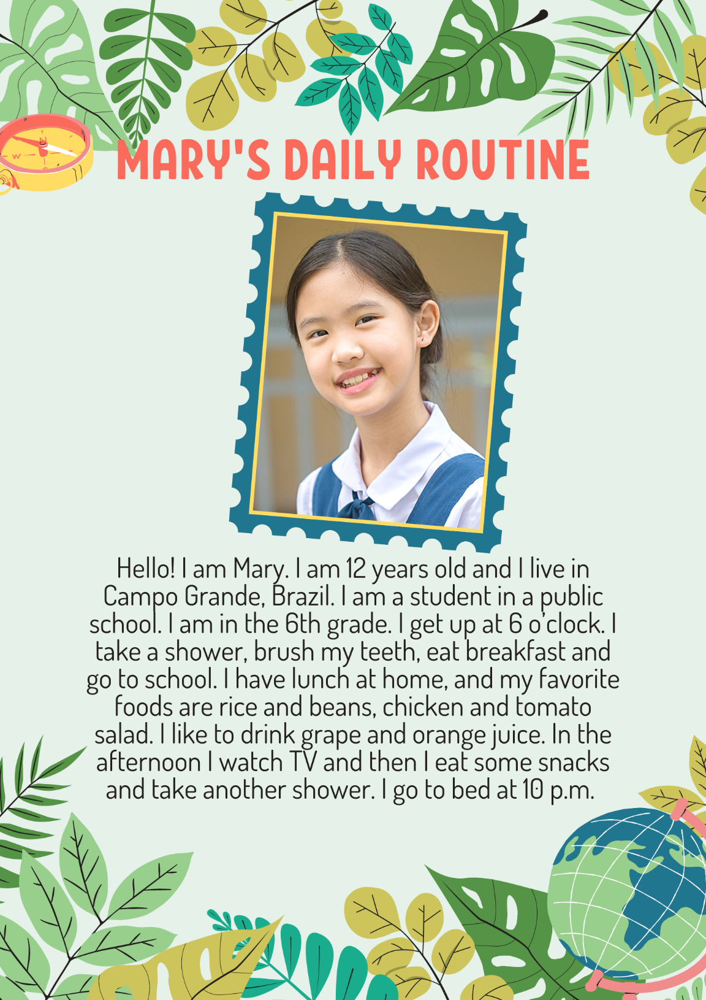 MARY'S DAILY ROUTINE
Hello! I am Mary. I am 12 years old and I live in
Campo Grande, Brazil. I am a student in a public
school. I am in the 6th grade. I get up at 6 o’clock. I
take a shower, brush my teeth, eat breakfast and
go to school. I have lunch at home, and my favorite
foods are rice and beans, chicken and tomato
salad. I like to drink grape and orange juice. In the
afternoon I watch TV and then I eat some snacks
and take another shower. I go to bed at 10 p.m.
W
N